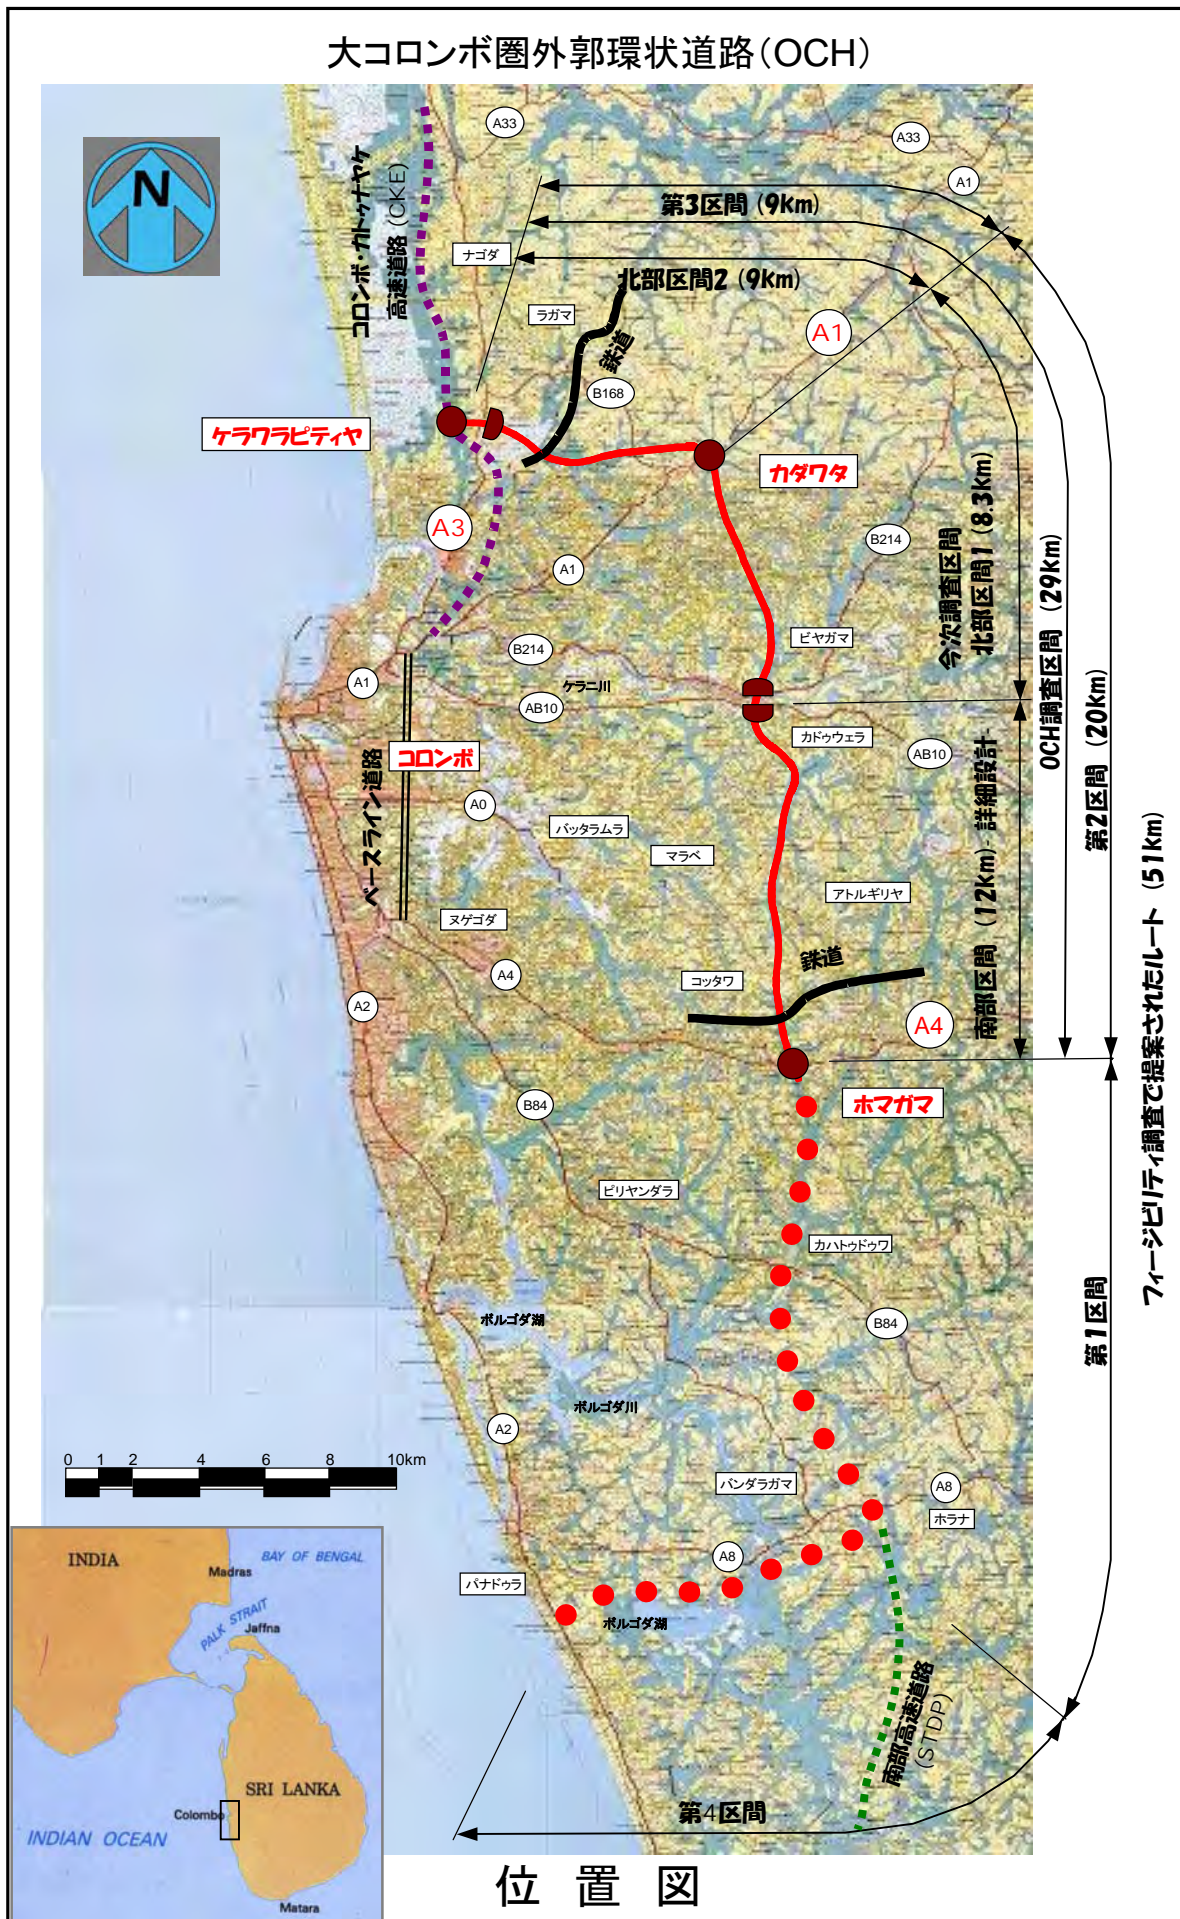 大コロンボ圏外郭環状道路（OCH）
N
A33
A33
A1
コロンボ・カトゥナヤケ
高速道路 (CKE)
第3区間 (9km)
ナゴダ
北部区間2 (9km)
ラガマ
鉄道
A1
B168
ケラワラピティヤ
カダワタ
A3
A1
B214
今次調査区間
北部区間1 (8.3km)
OCH調査区間 (29km)
第2区間 (20km)
フィージビリティ調査で提案されたルート (51km)
ビヤガマ
B214
ケラニ川
A1
AB10
カドゥウェラ
AB10
コロンボ
ベースライン道路
A0
バッタラムラ
マラベ
南部区間 (12km)- 詳細設計-
アトルギリヤ
ヌゲゴダ
鉄道
A4
コッタワ
A2
A4
ホマガマ
B84
ピリヤンダラ
カハトゥドゥワ
ボルゴダ湖
B84
第1区間
ボルゴダ川
A2
0 1 2 4 6 8 10km
バンダラガマ
A8
ホラナ
A8
パナドゥラ
ボルゴダ湖
南部高速道路
(STDP)
第4区間
INDIA
BAY OF BENGAL
Madras
PALK STRAIT
Jaffna
SRI LANKA
Colombo
INDIAN OCEAN
Matara
位 置 図